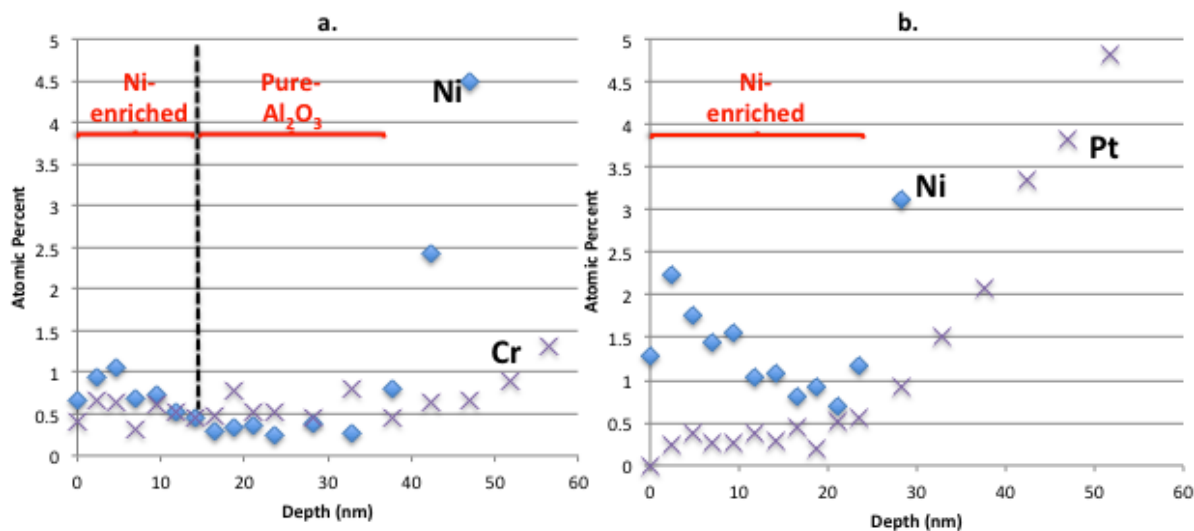 a.
5
4.5
4
3.5
3
2.5
2
1.5
1
0.5
0
Atomic Percent
Ni-
enriched
Pure-
Al₂O₃
Ni
Cr
0 10 20 30 40 50 60
Depth (nm)
b.
5
4.5
4
3.5
3
2.5
2
1.5
1
0.5
0
Atomic Percent
Ni-
enriched
Ni
Pt
0 10 20 30 40 50 60
Depth (nm)